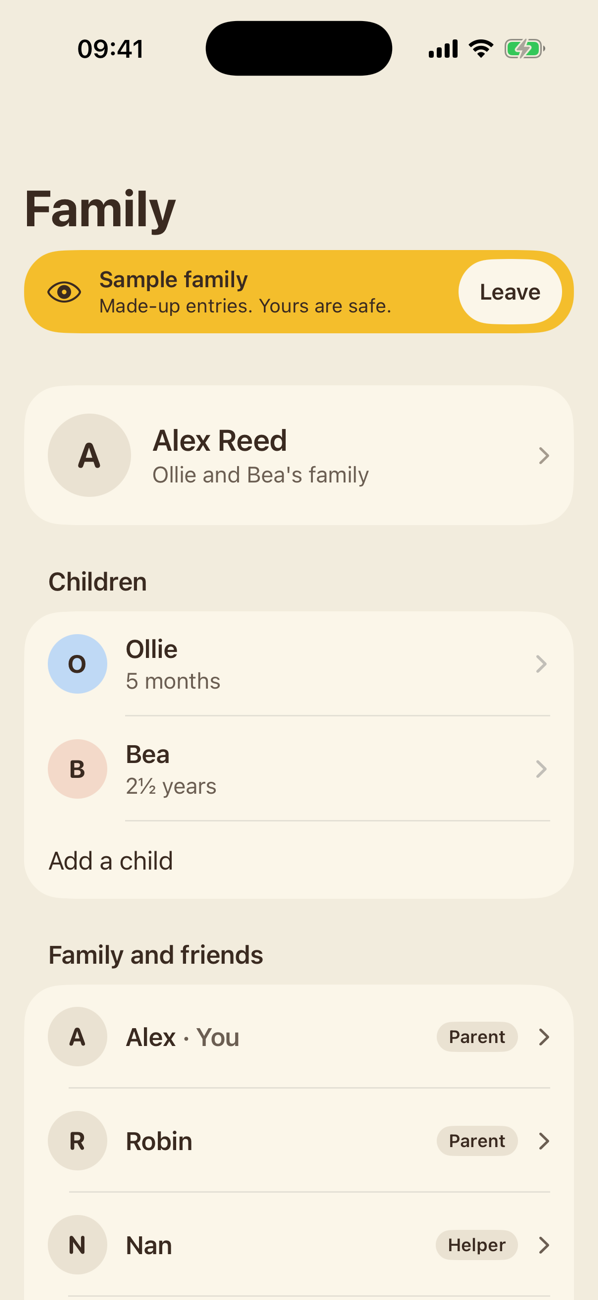 09:41
Family
Sample family
Made-up entries. Yours are safe.
Leave
A
Alex Reed
Ollie and Bea's family
Children
O
Ollie
5 months
B
Bea
2½ years
Add a child
Family and friends
A
Alex · You
Parent
R
Robin
Parent
N
Nan
Helper